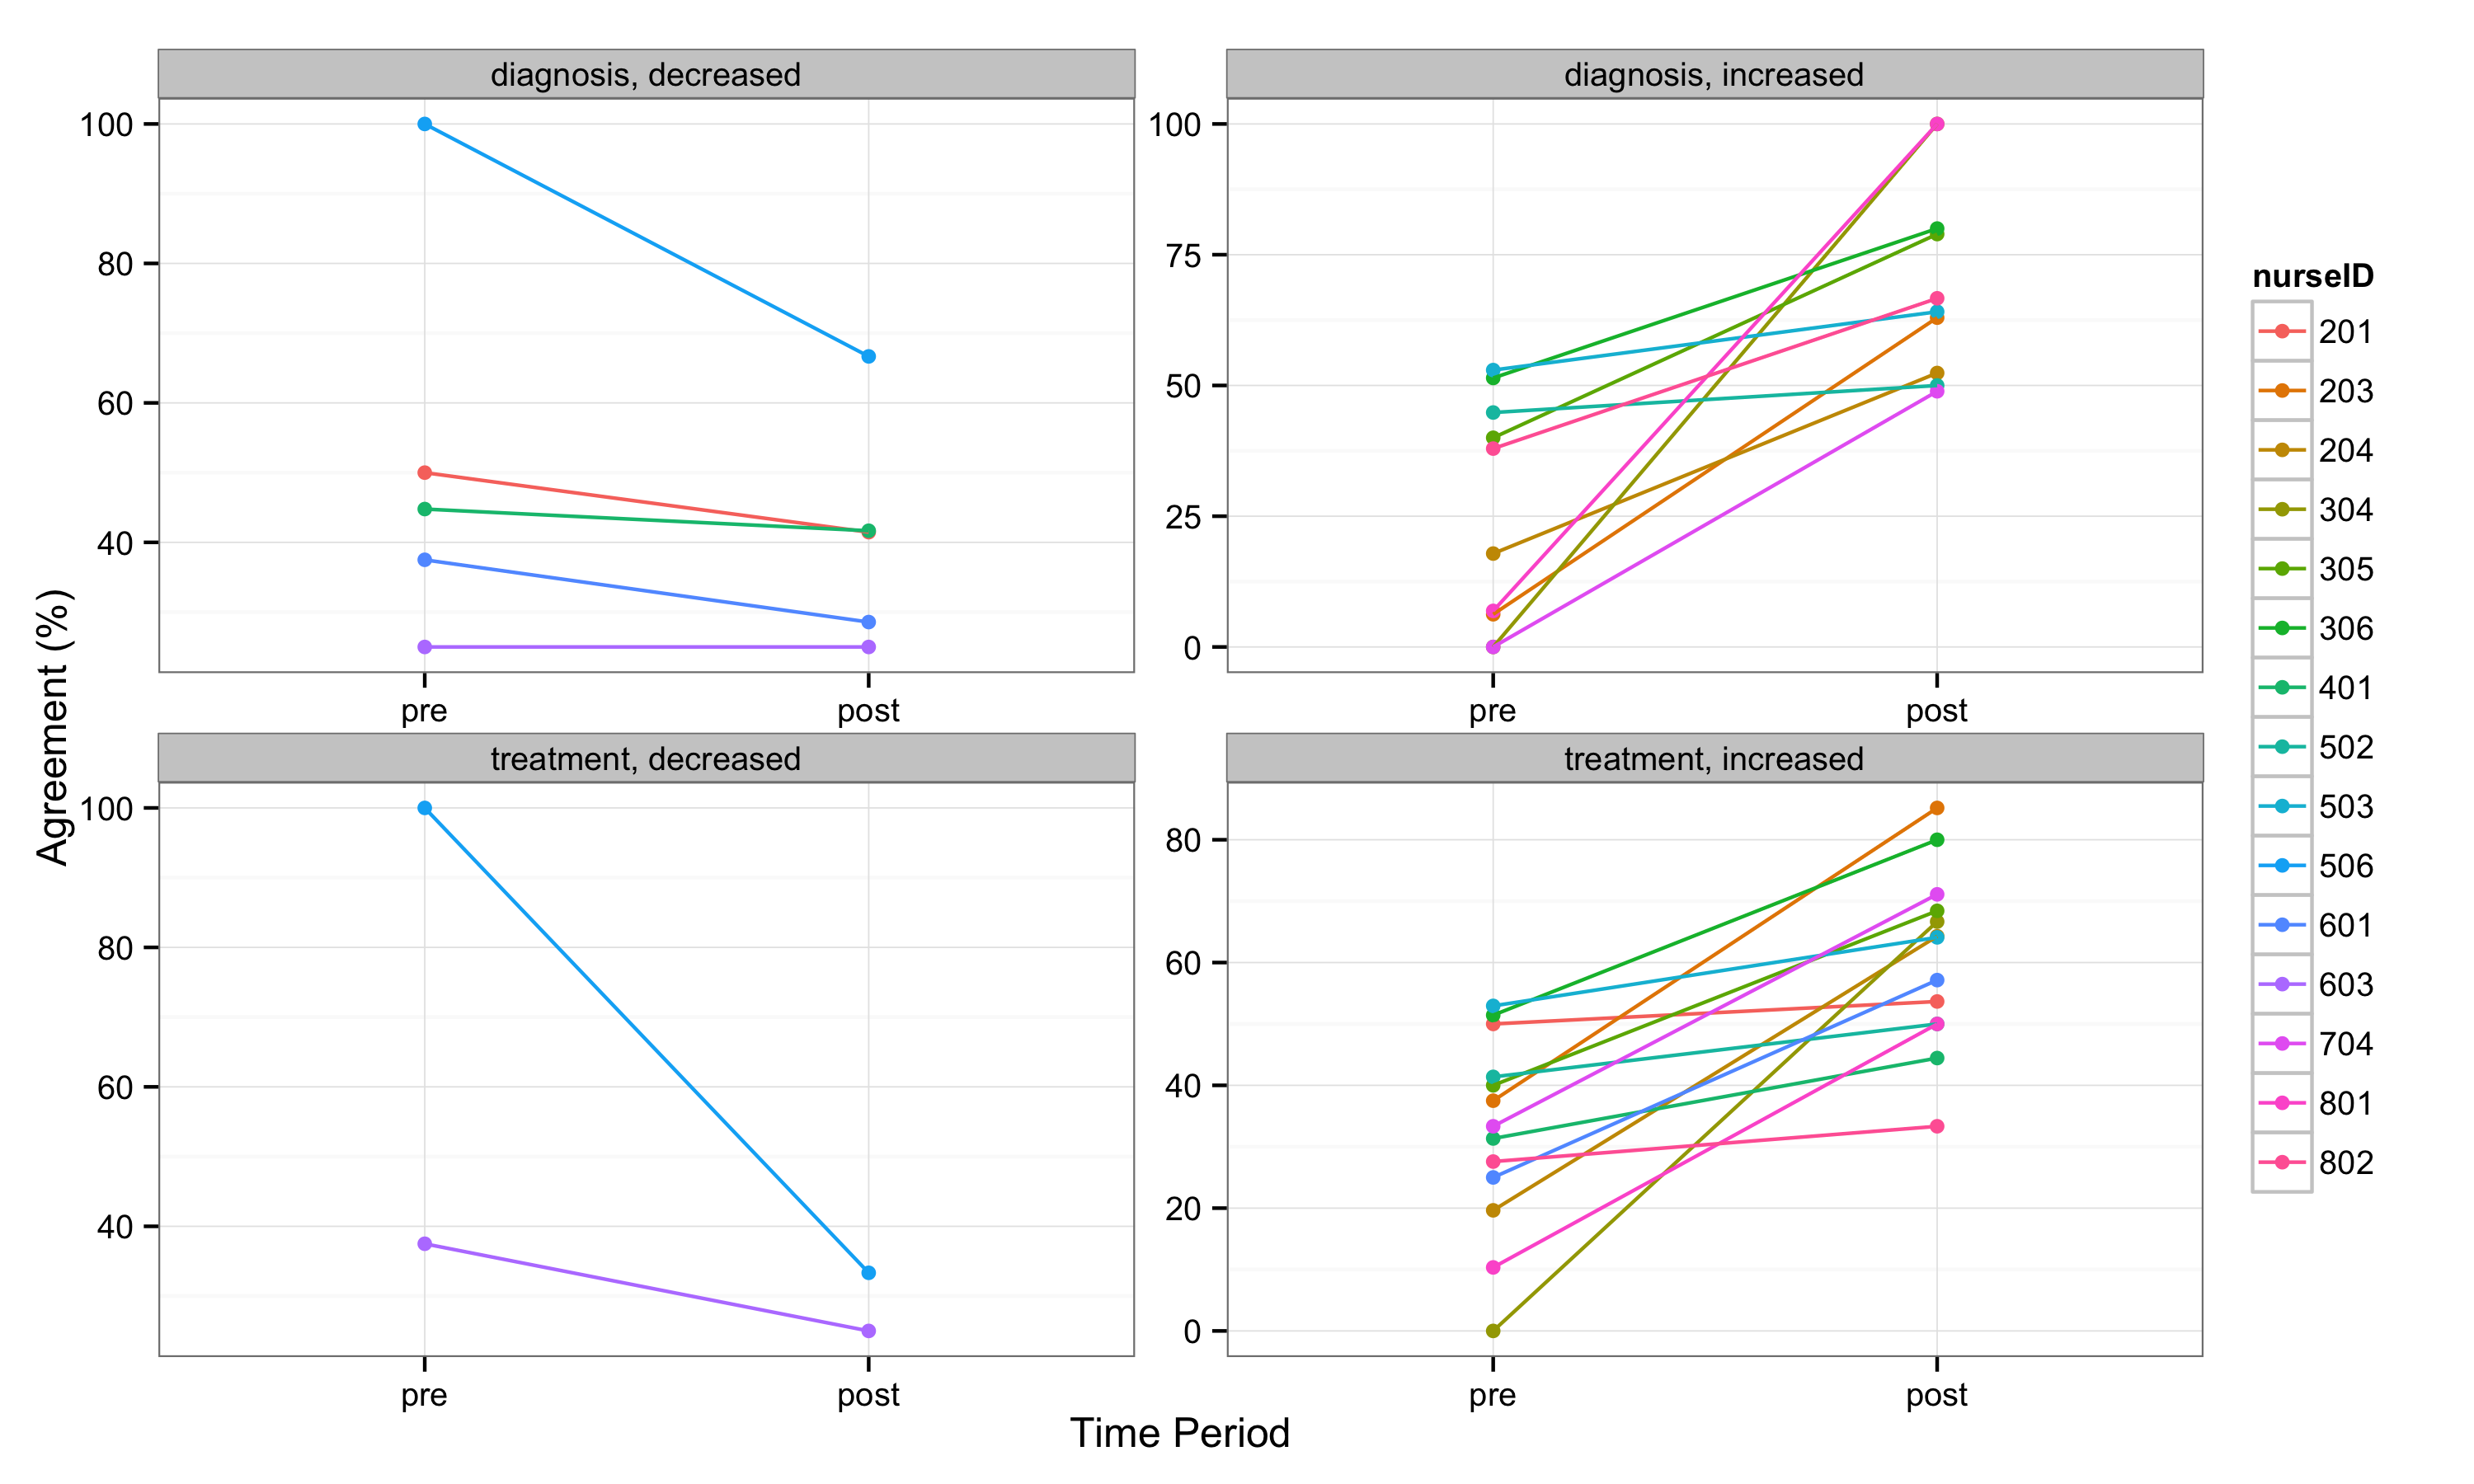 diagnosis, decreased
diagnosis, increased
100
80
60
40
100
75
50
25
0
pre
post
pre
post
treatment, decreased
treatment, increased
100
80
60
40
80
60
40
20
0
pre
post
pre
post
Agreement (%)
Time Period
nurseID
201
203
204
304
305
306
401
502
503
506
601
603
704
801
802